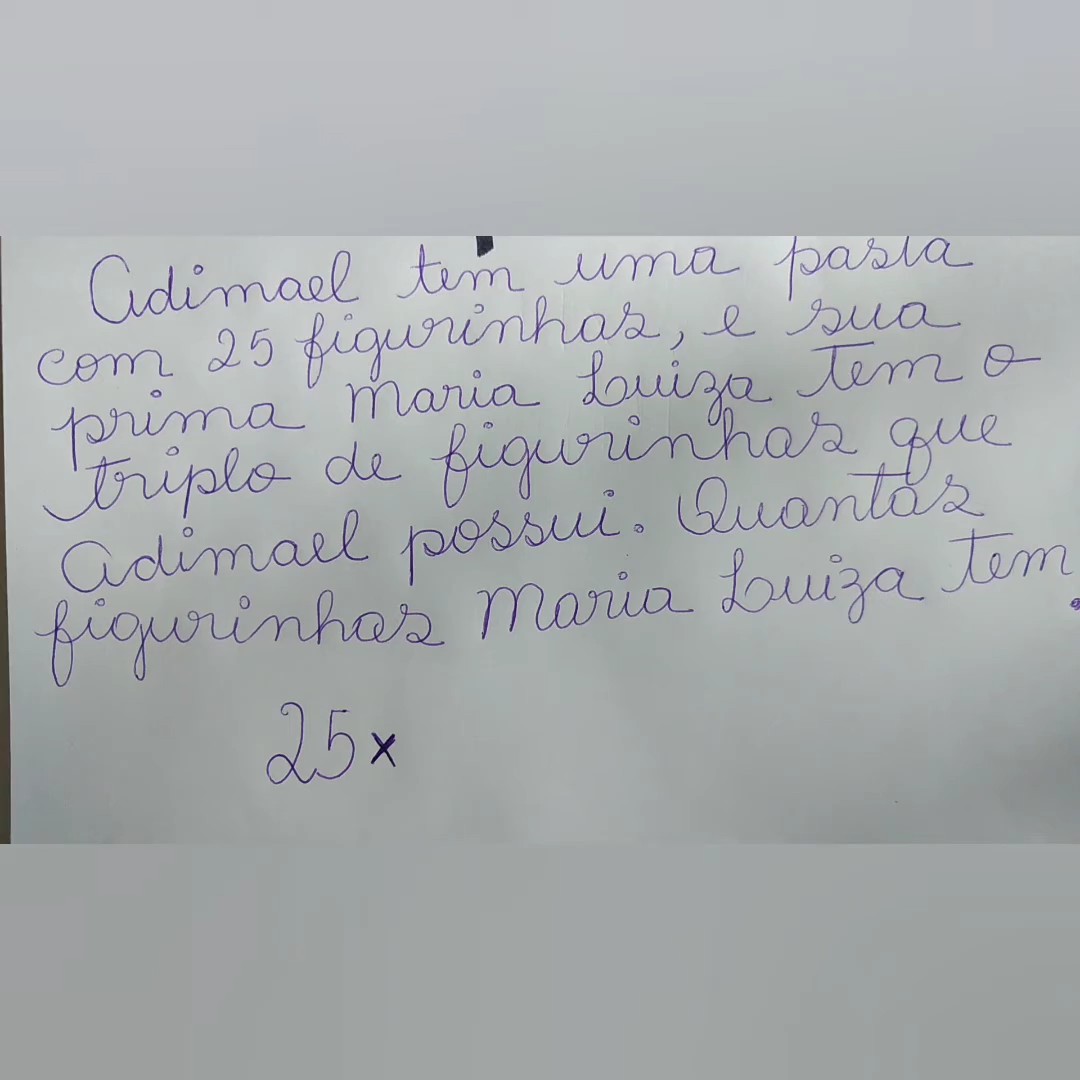 Adimael tem uma pasta
com 25 figurinhas, e sua
prima Maria Luiza tem o
triplo de figurinhas que
Adimael possui. Quantas
figurinhas Maria Luiza tem
25 x